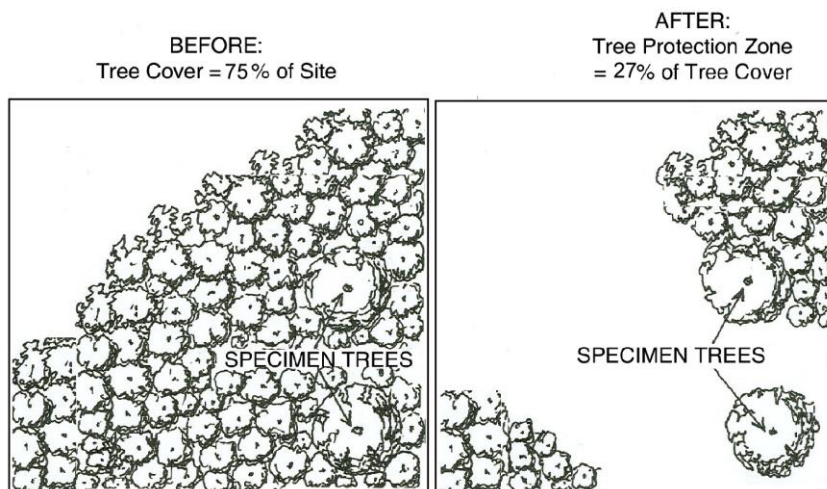 BEFORE:
Tree Cover = 75% of Site
AFTER:
Tree Protection Zone
= 27% of Tree Cover
SPECIMEN TREES
SPECIMEN TREES